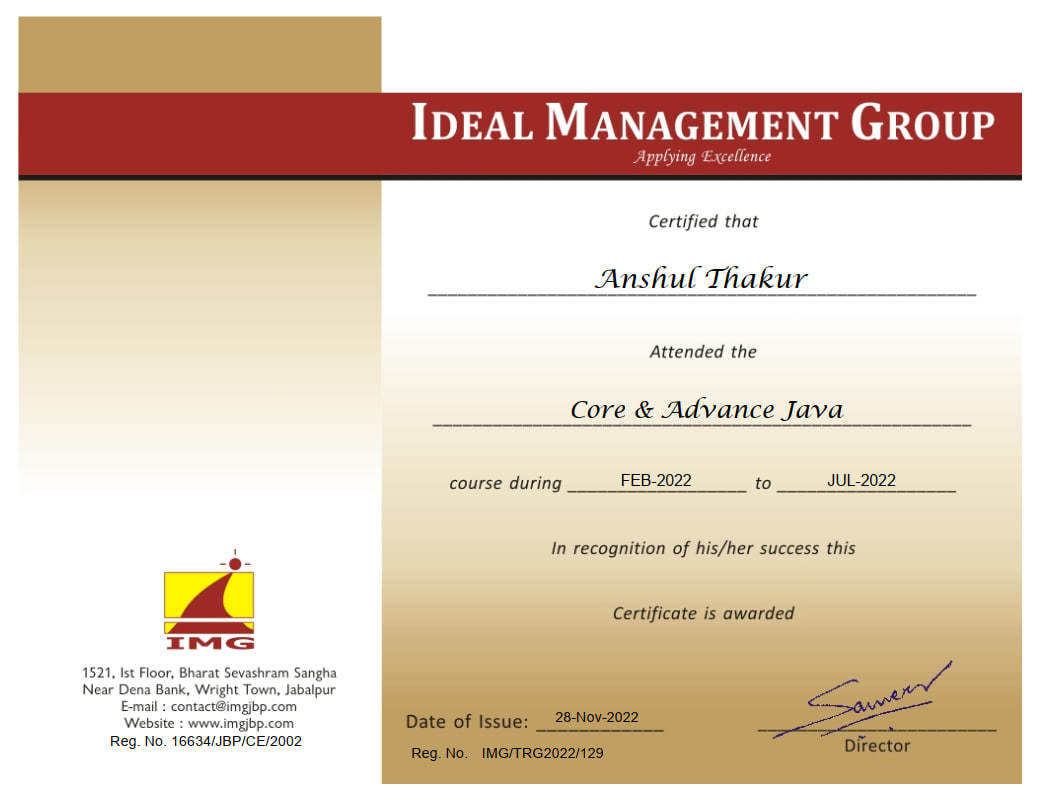 IDEAL MANAGEMENT GROUP
Applying Excellence
Certified that
Anshul Thakur
Attended the
Core & Advance Java
course during FEB-2022 to JUL-2022
In recognition of his/her success this
Certificate is awarded
IMG
1521, Ist Floor, Bharat Sevashram Sangha
Near Dena Bank, Wright Town, Jabalpur
E-mail : contact@imgjbp.com
Website : www.imgjbp.com
Reg. No. 16634/JBP/CE/2002
Date of Issue: 28-Nov-2022
Reg. No. IMG/TRG2022/129
Sameer
Director